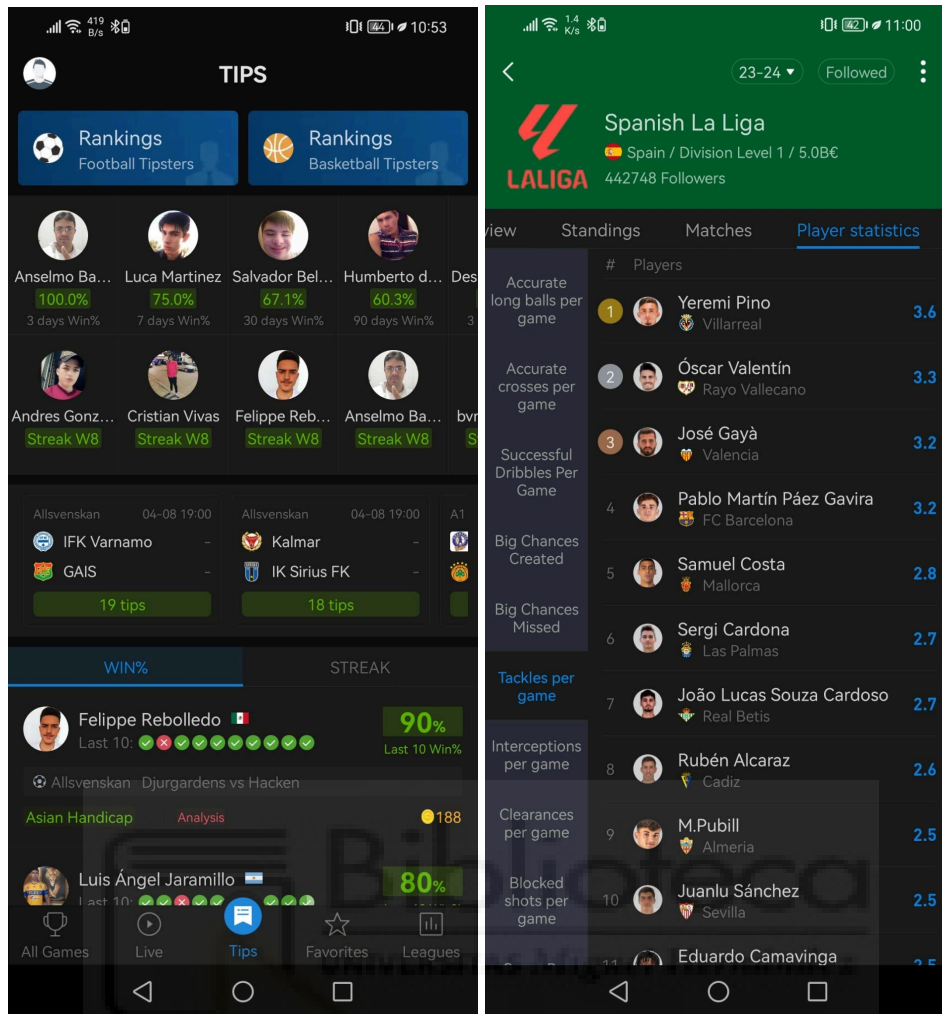 419 B/s
44
10:53
TIPS
Rankings
Football Tipsters
Rankings
Basketball Tipsters
Anselmo Ba...
Luca Martinez
Salvador Bel...
Humberto d...
Des
100.0%
75.0%
67.1%
60.3%
3 days Win%
7 days Win%
30 days Win%
90 days Win%
3
Andres Gonz...
Cristian Vivas
Felippe Reb...
Anselmo Ba...
bvr
Streak W8
Streak W8
Streak W8
Streak W8
S
Allsvenskan 04-08 19:00
IFK Varnamo -
GAIS -
19 tips
Allsvenskan 04-08 19:00
Kalmar -
IK Sirius FK -
18 tips
A1
WIN%
STREAK
Felippe Rebolledo
90%
Last 10:
Last 10 Win%
Allsvenskan Djurgardens vs Hacken
Asian Handicap
Analysis
188
Luis Ángel Jaramillo
80%
Last 10:
All Games
Live
Tips
Favorites
Leagues
1.4 K/s
42
11:00
23-24
Followed
Spanish La Liga
Spain / Division Level 1 / 5.0B€
442748 Followers
LALIGA
view
Standings
Matches
Player statistics
Accurate
long balls per
game
Accurate
crosses per
game
Successful
Dribbles Per
Game
Big Chances
Created
Big Chances
Missed
Tackles per
game
Interceptions
per game
Clearances
per game
Blocked
shots per
game
# Players
1 Yeremi Pino 3.6
Villarreal
2 Óscar Valentín 3.3
Rayo Vallecano
3 José Gayà 3.2
Valencia
4 Pablo Martín Páez Gavira 3.2
FC Barcelona
5 Samuel Costa 2.8
Mallorca
6 Sergi Cardona 2.7
Las Palmas
7 João Lucas Souza Cardoso 2.7
Real Betis
8 Rubén Alcaraz 2.6
Cadiz
9 M.Pubill 2.5
Almeria
10 Juanlu Sánchez 2.5
Sevilla
11 Eduardo Camavinga 2.5
Biblioteca